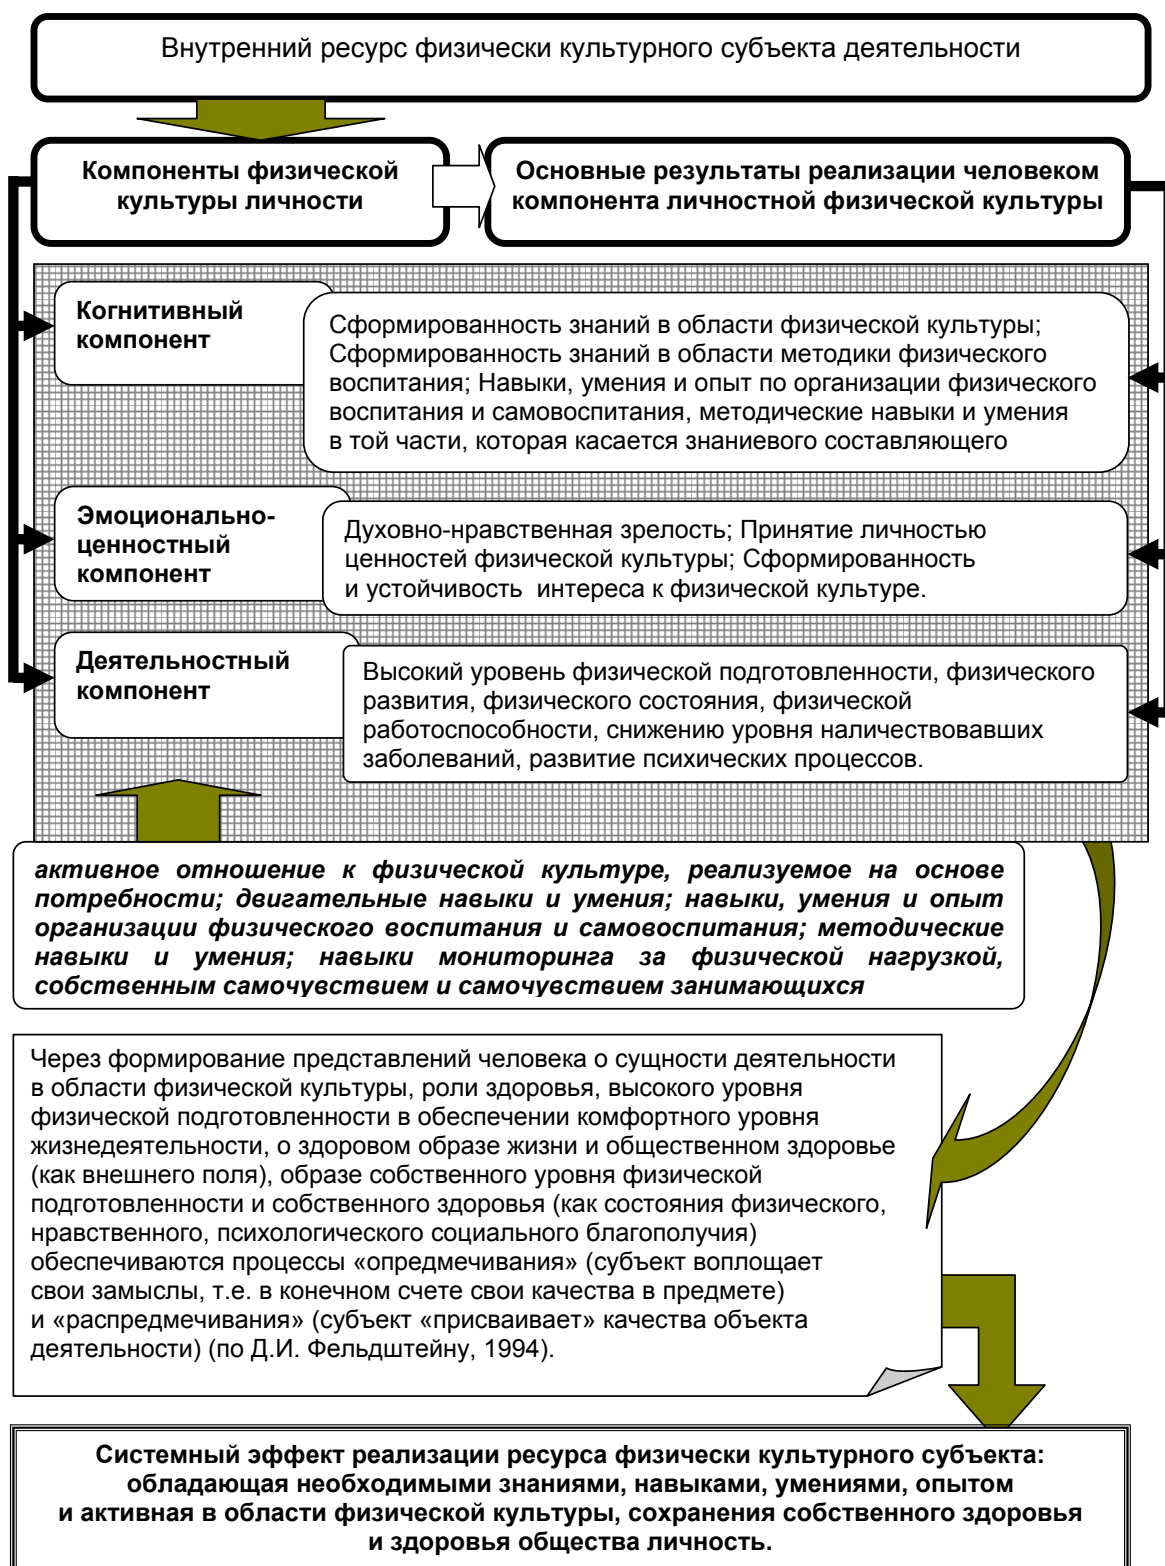 Внутренний ресурс физически культурного субъекта деятельности
Компоненты физической
культуры личности
Основные результаты реализации человеком
компонента личностной физической культуры
Когнитивный
компонент
Сформированность знаний в области физической культуры;
Сформированность знаний в области методики физического
воспитания; Навыки, умения и опыт по организации физического
воспитания и самовоспитания, методические навыки и умения
в той части, которая касается знаниевого составляющего
Эмоционально-
ценностный
компонент
Духовно-нравственная зрелость; Принятие личностью
ценностей физической культуры; Сформированность
и устойчивость интереса к физической культуре.
Деятельностный
компонент
Высокий уровень физической подготовленности, физического
развития, физического состояния, физической
работоспособности, снижению уровня наличествовавших
заболеваний, развитие психических процессов.
активное отношение к физической культуре, реализуемое на основе
потребности; двигательные навыки и умения; навыки, умения и опыт
организации физического воспитания и самовоспитания; методические
навыки и умения; навыки мониторинга за физической нагрузкой,
собственным самочувствием и самочувствием занимающихся
Через формирование представлений человека о сущности деятельности
в области физической культуры, роли здоровья, высокого уровня
физической подготовленности в обеспечении комфортного уровня
жизнедеятельности, о здоровом образе жизни и общественном здоровье
(как внешнего поля), образе собственного уровня физической
подготовленности и собственного здоровья (как состояния физического,
нравственного, психологического социального благополучия)
обеспечиваются процессы «опредмечивания» (субъект воплощает
свои замыслы, т.е. в конечном счете свои качества в предмете)
и «распредмечивания» (субъект «присваивает» качества объекта
деятельности) (по Д.И. Фельдштейну, 1994).
Системный эффект реализации ресурса физически культурного субъекта:
обладающая необходимыми знаниями, навыками, умениями, опытом
и активная в области физической культуры, сохранения собственного здоровья
и здоровья общества личность.